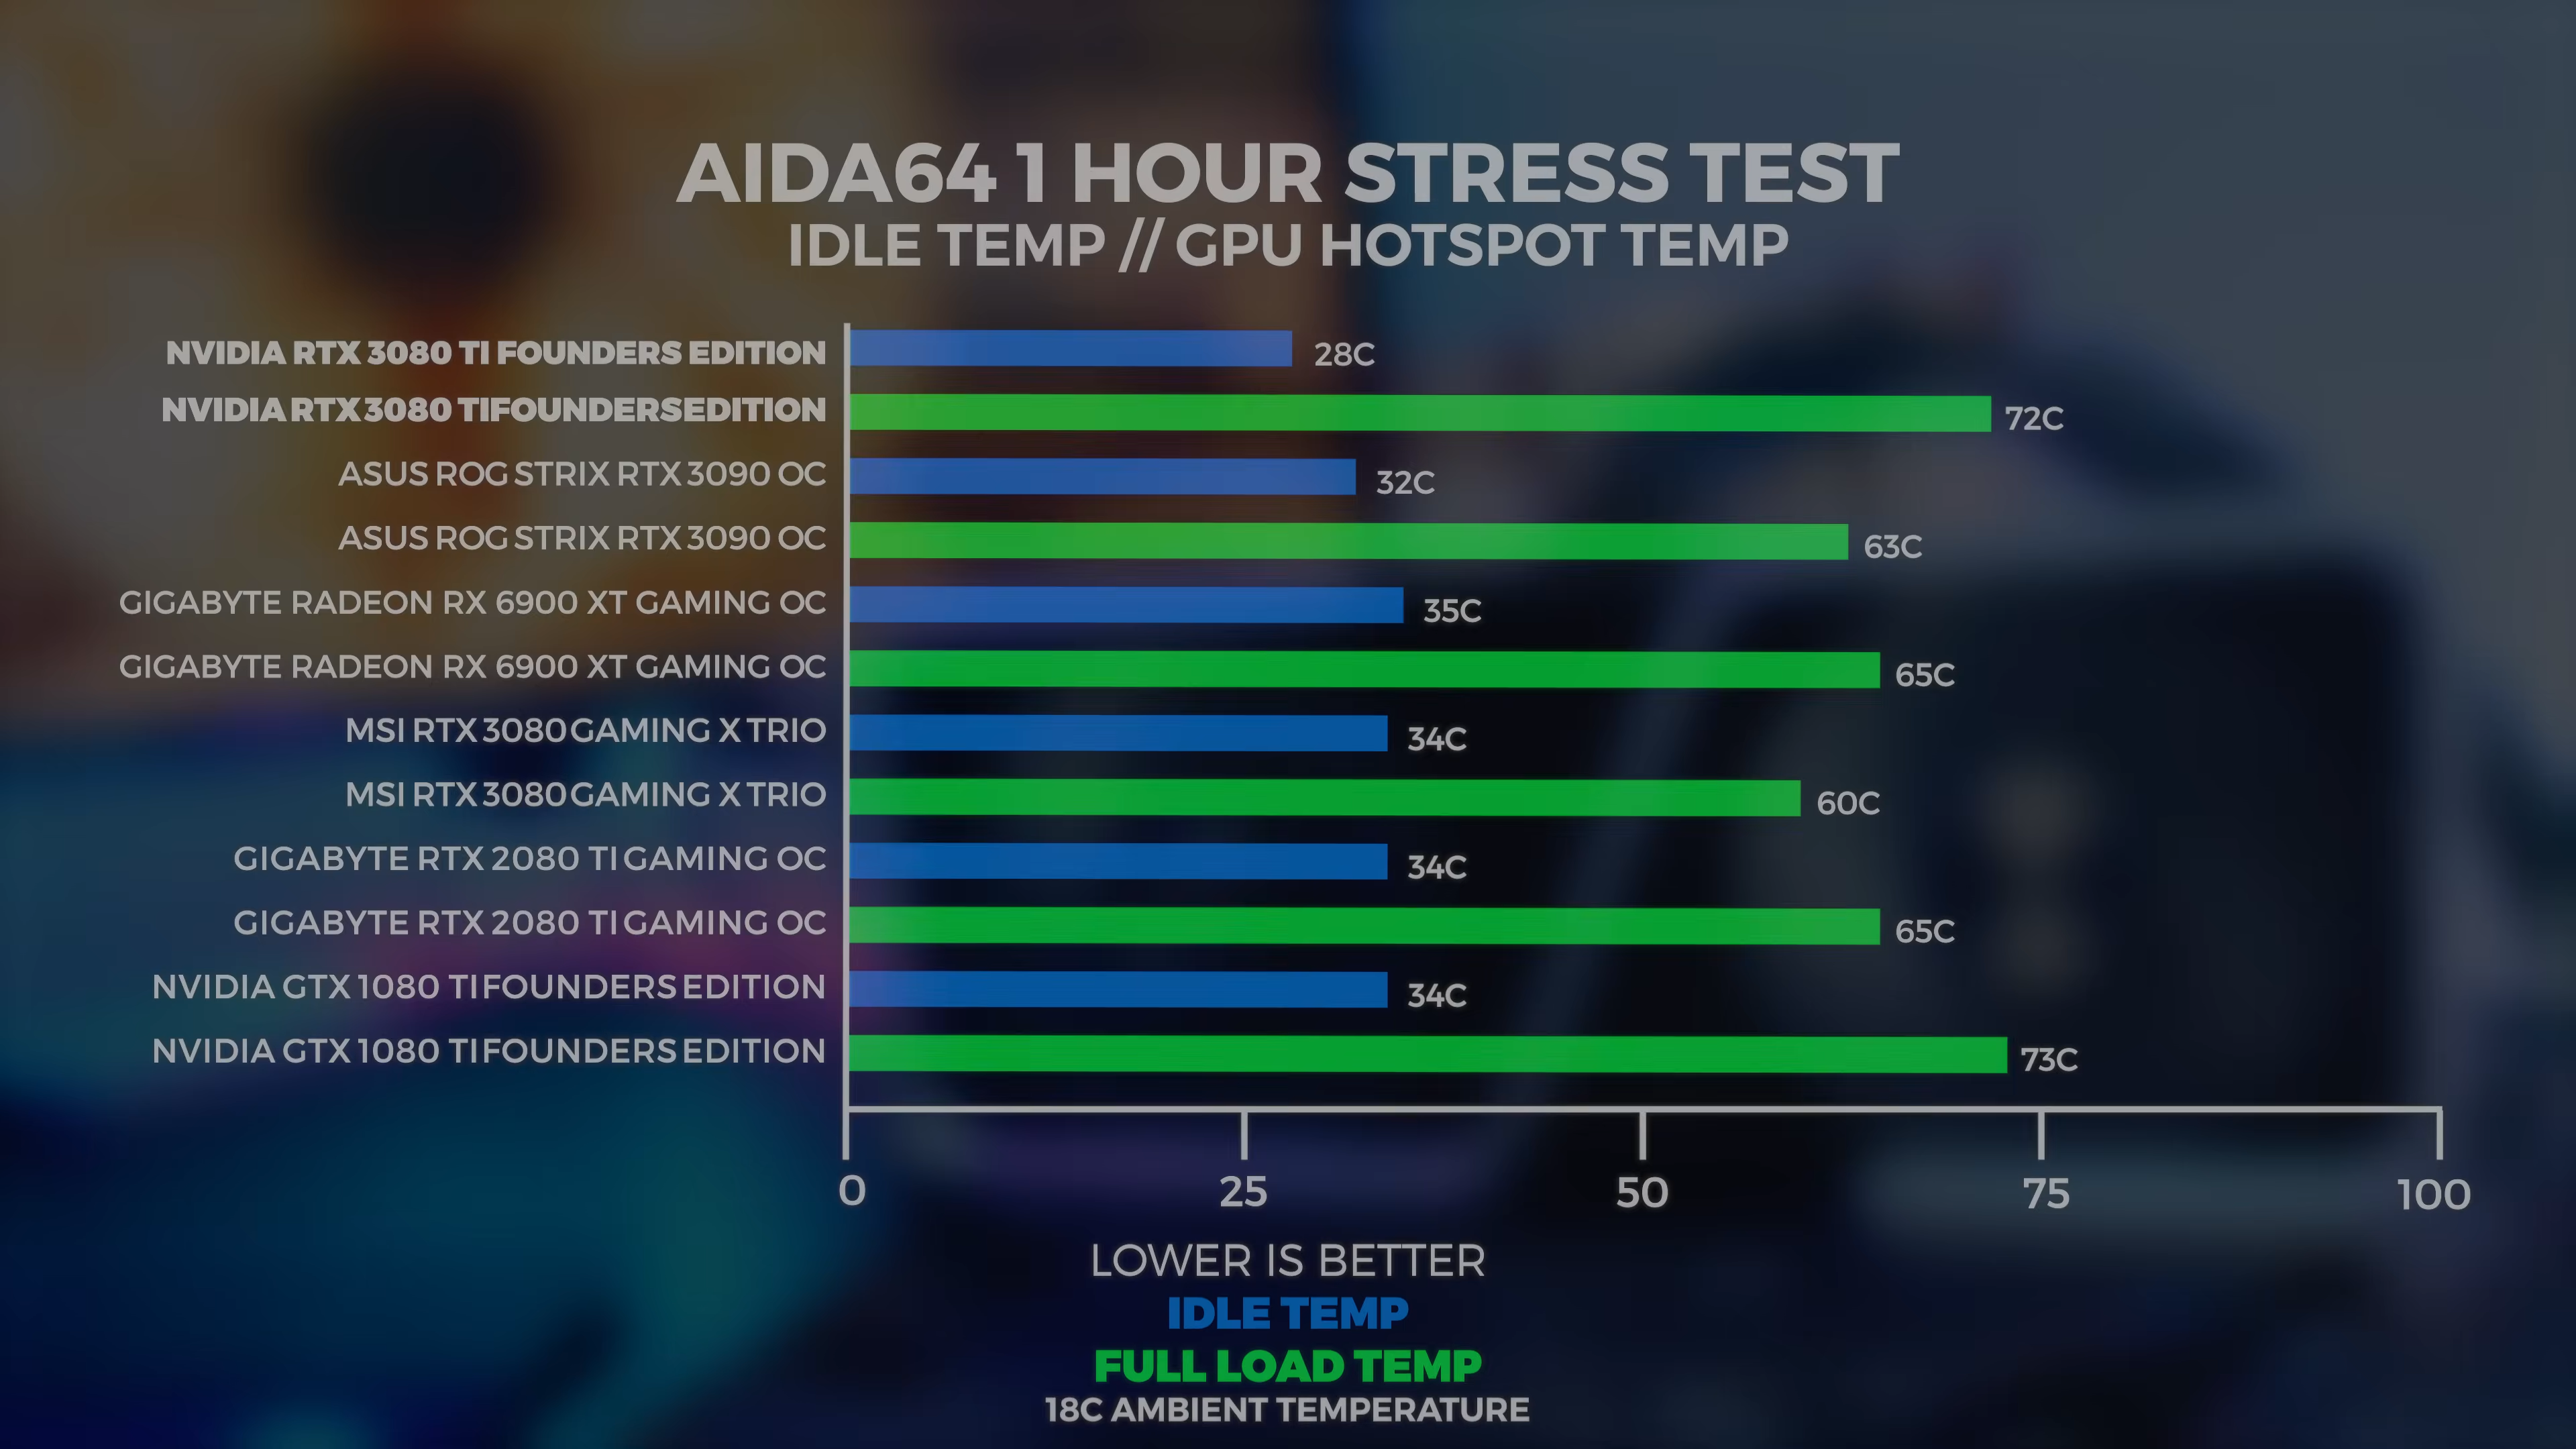 AIDA64 1 HOUR STRESS TEST
IDLE TEMP // GPU HOTSPOT TEMP
NVIDIA RTX 3080 TI FOUNDERS EDITION 28C
NVIDIA RTX 3080 TI FOUNDERS EDITION 72C
ASUS ROG STRIX RTX 3090 OC 32C
ASUS ROG STRIX RTX 3090 OC 63C
GIGABYTE RADEON RX 6900 XT GAMING OC 35C
GIGABYTE RADEON RX 6900 XT GAMING OC 65C
MSI RTX 3080 GAMING X TRIO 34C
MSI RTX 3080 GAMING X TRIO 60C
GIGABYTE RTX 2080 TI GAMING OC 34C
GIGABYTE RTX 2080 TI GAMING OC 65C
NVIDIA GTX 1080 TI FOUNDERS EDITION 34C
NVIDIA GTX 1080 TI FOUNDERS EDITION 73C
0 25 50 75 100
LOWER IS BETTER
IDLE TEMP
FULL LOAD TEMP
18C AMBIENT TEMPERATURE